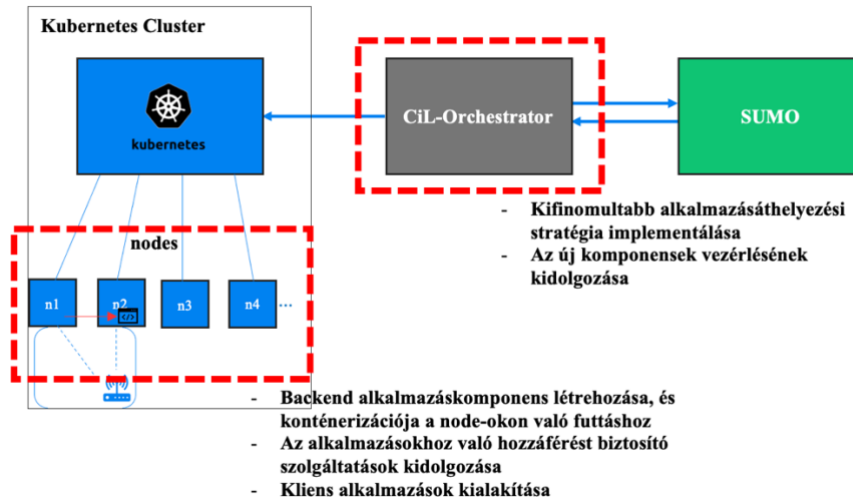 Kubernetes Cluster
kubernetes
CiL-Orchestrator
SUMO
- Kifinomultabb alkalmazásáthelyezési
stratégia implementálása
- Az új komponensek vezérlésének
kidolgozása
nodes
n1
n2
n3
n4
...
- Backend alkalmazáskomponens létrehozása, és
konténerizációja a node-okon való futtáshoz
- Az alkalmazásokhoz való hozzáférést biztosító
szolgáltatások kidolgozása
- Kliens alkalmazások kialakítása